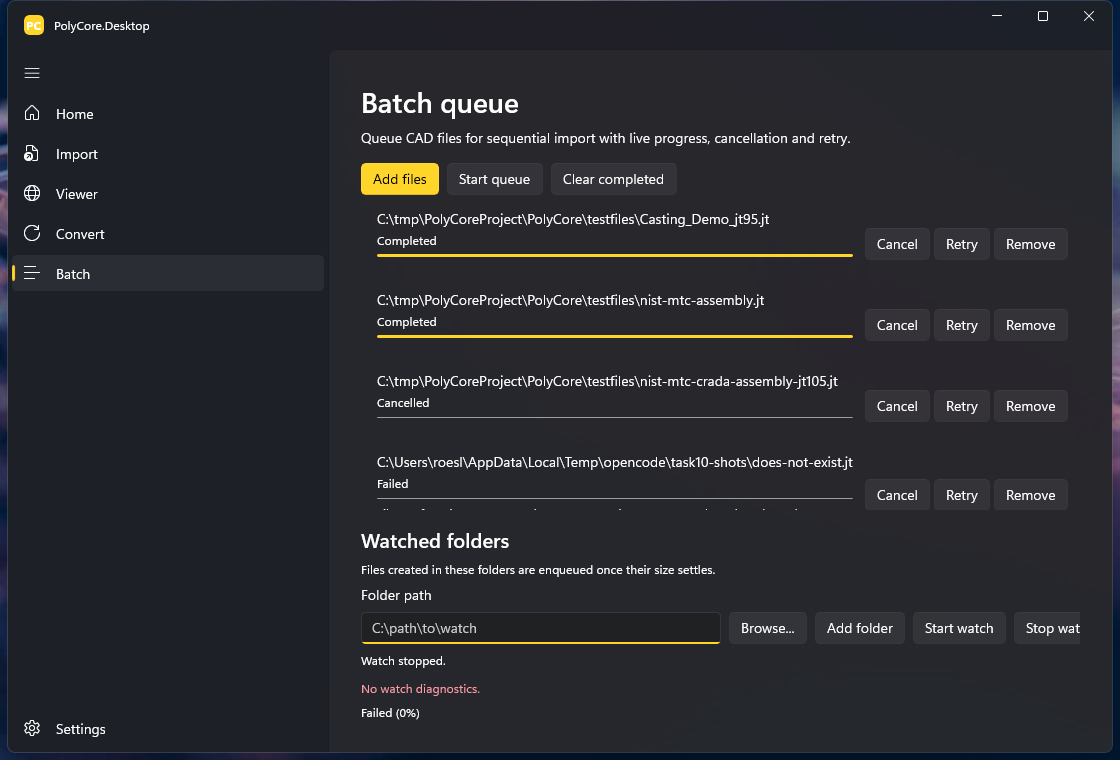 PC PolyCore.Desktop
Home
Import
Viewer
Convert
Batch
Settings
Batch queue
Queue CAD files for sequential import with live progress, cancellation and retry.
Add files Start queue Clear completed
C:\tmp\PolyCoreProject\PolyCore\testfiles\Casting_Demo_jt95.jt
Completed
Cancel Retry Remove
C:\tmp\PolyCoreProject\PolyCore\testfiles\nist-mtc-assembly.jt
Completed
Cancel Retry Remove
C:\tmp\PolyCoreProject\PolyCore\testfiles\nist-mtc-crada-assembly-jt105.jt
Cancelled
Cancel Retry Remove
C:\Users\roesl\AppData\Local\Temp\opencode\task10-shots\does-not-exist.jt
Failed
Cancel Retry Remove
Watched folders
Files created in these folders are enqueued once their size settles.
Folder path
C:\path\to\watch Browse... Add folder Start watch Stop wat
Watch stopped.
No watch diagnostics.
Failed (0%)